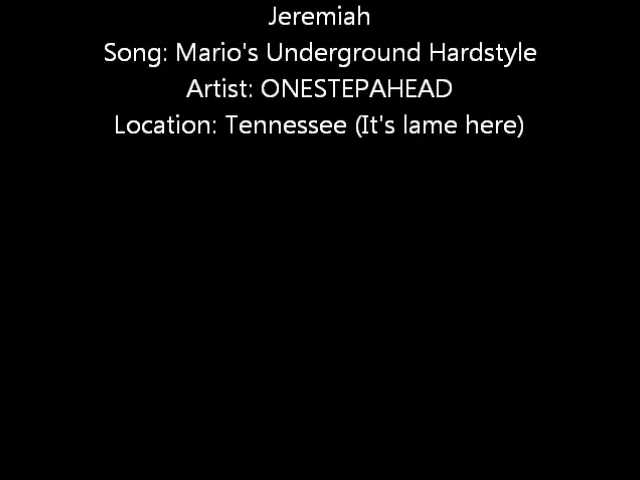 Jeremiah
Song: Mario's Underground Hardstyle
Artist: ONESTEPAHEAD
Location: Tennessee (It's lame here)